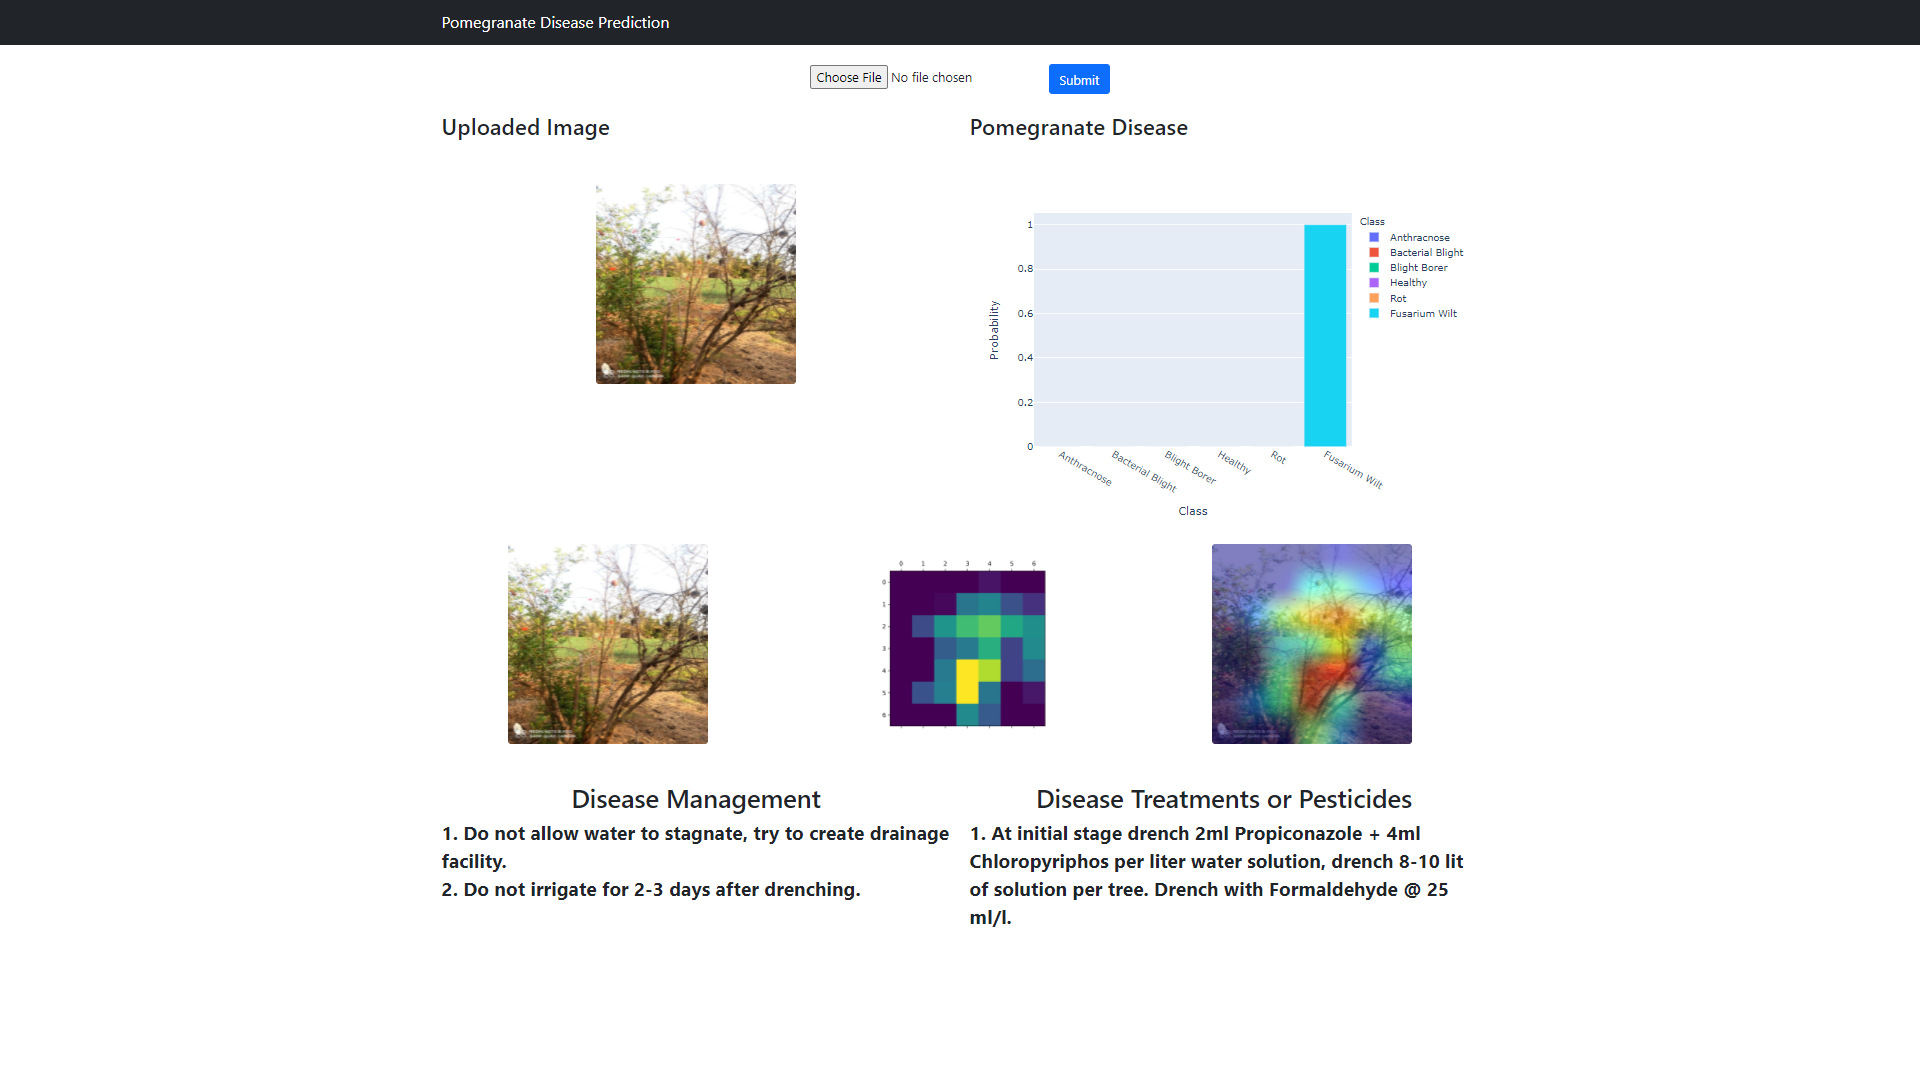 Pomegranate Disease Prediction
Choose File No file chosen Submit
Uploaded Image
Pomegranate Disease
1
0.8
0.6
0.4
0.2
0
Probability
Anthracnose
Bacterial Blight
Blight Borer
Healthy
Rot
Fusarium Wilt
Class
Class
Anthracnose
Bacterial Blight
Blight Borer
Healthy
Rot
Fusarium Wilt
0 1 2 3 4 5 6
0
1
2
3
4
5
6
Disease Management
1. Do not allow water to stagnate, try to create drainage
facility.
2. Do not irrigate for 2-3 days after drenching.
Disease Treatments or Pesticides
1. At initial stage drench 2ml Propiconazole + 4ml
Chloropyriphos per liter water solution, drench 8-10 lit
of solution per tree. Drench with Formaldehyde @ 25
ml/l.